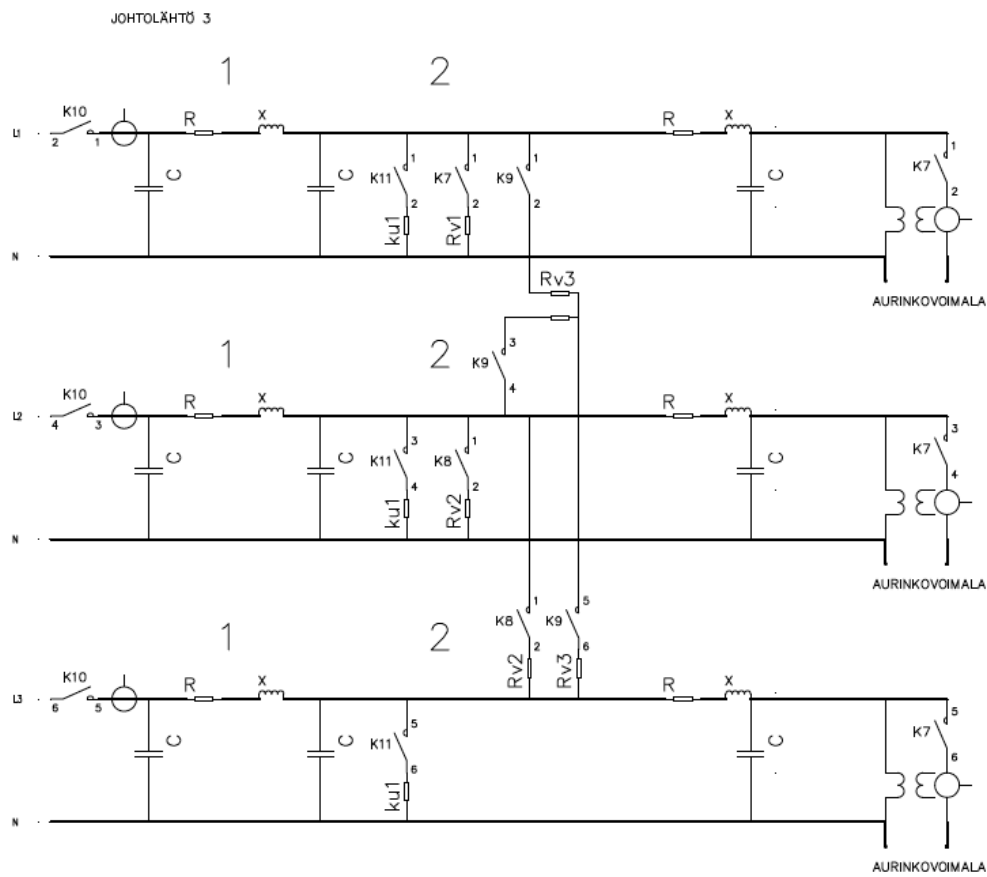 JOHTOLÄHTÖ 3
1 2
K10 R X R X
L1 2 1 1 1 1 1
C C K11 K7 K9 C K7
2 2 2 2
ku1 Rv1
N
Rv3 AURINKOVOIMALA
1 2 K9 3
4
K10 R X R X
L2 4 3 3 1 3
C C K11 K8 C K7
4 2 4
ku1 Rv2
N
AURINKOVOIMALA
1 2 K8 1 K9 5
2 6
Rv2 Rv3
K10 R X R X
L3 6 5 5 5
C C K11 C K7
6 6
ku1
N
AURINKOVOIMALA